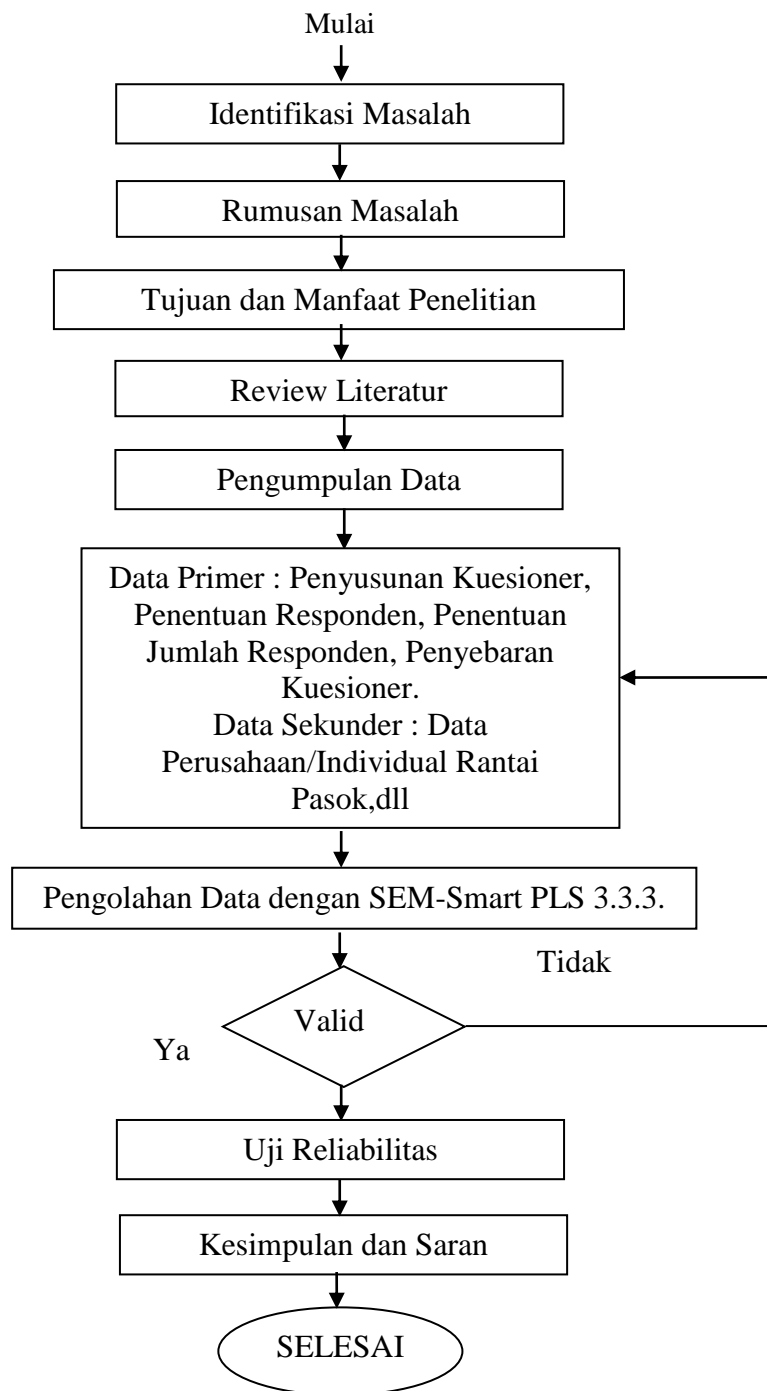 Mulai
Identifikasi Masalah
Rumusan Masalah
Tujuan dan Manfaat Penelitian
Review Literatur
Pengumpulan Data
Data Primer : Penyusunan Kuesioner,
Penentuan Responden, Penentuan
Jumlah Responden, Penyebaran
Kuesioner.
Data Sekunder : Data
Perusahaan/Individual Rantai
Pasok,dll
Pengolahan Data dengan SEM-Smart PLS 3.3.3.
Tidak
Valid
Ya
Uji Reliabilitas
Kesimpulan dan Saran
SELESAI